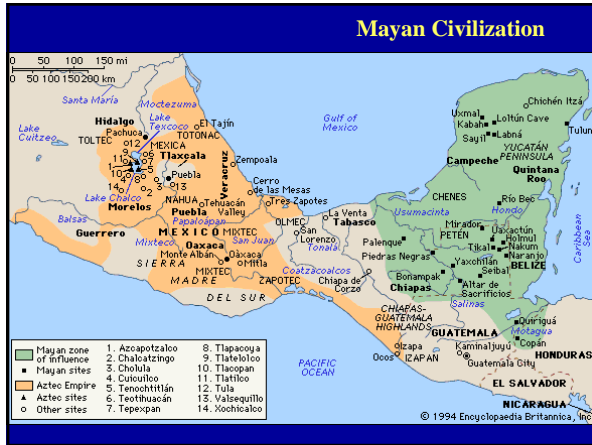 Mayan Civilization
0 50 100 150 mi
0 50 100 150 200 km
Santa María
Moctezuma
Lake Texcoco
Hidalgo
El Tajín
Pachuca
TOTONAC
Lake Cuitzeo
TOLTEC
MEXICA
Tlaxcala
Zempoala
Puebla
Veracruz
Lake Chalco
Morelos
NAHUA
Tehuacán Valley
Cerro de las Mesas
Tres Zapotes
Balsas
Puebla
Papaloápan
OLMEC
La Venta
San Lorenzo
Tabasco
Guerrero
MEXICO
MIXTEC
Mixteco
Oaxaca
San Juan
Tonalá
Monte Albán
Oaxaca
Mitla
MIXTEC
Coatzacoalcos
Chiapa de Corzo
SIERRA MADRE DEL SUR
ZAPOTEC
Gulf of Mexico
Chichén Itzá
Uxmal
Kabah
Loltún Cave
Sayil
Labná
Tulum
YUCATÁN PENINSULA
Campeche
Quintana Roo
CHENES
Río Bec
Usumacinta
Hondo
Mirador
PETÉN
Uaxactún
Holmul
Palenque
Tikal
Nakum
Naranjo
Piedras Negras
Yaxchilan
BELIZE
Bonampak
Seibal
Altar de Sacrificios
Chiapas
Salinas
Caribbean Sea
CHIAPAS-GUATEMALA HIGHLANDS
Quiriguá
GUATEMALA
Motagua
Copán
Izapa
Kaminaljuyú
Ocos
IZAPAN
Guatemala City
HONDURAS
PACIFIC OCEAN
EL SALVADOR
NICARAGUA
Mayan zone of influence
Mayan sites
Aztec Empire
Aztec sites
Other sites
1. Azcapotzalco
2. Chalcatzingo
3. Cholula
4. Cuicuilco
5. Tenochtitlán
6. Teotihuacán
7. Tepexpan
8. Tlapacoya
9. Tlatelolco
10. Tlacopan
11. Tlatilco
12. Tula
13. Valsequillo
14. Xochicalco
© 1994 Encyclopaedia Britannica, Inc